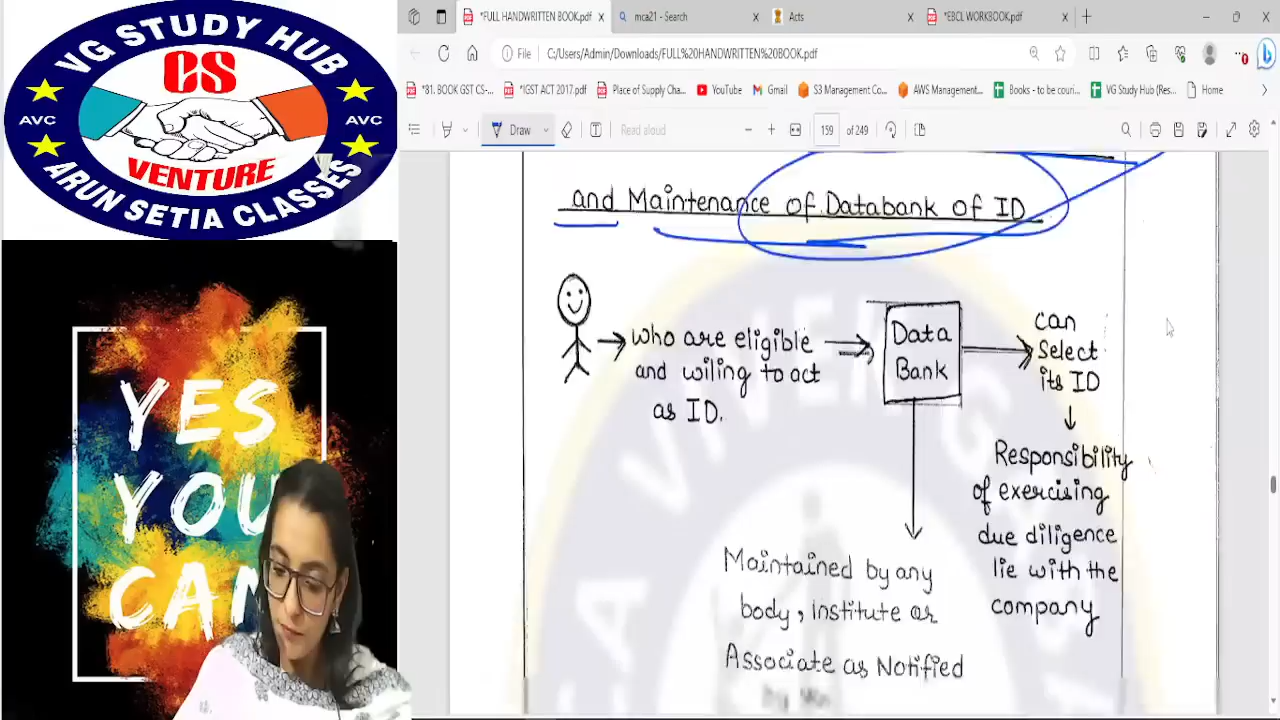 VG STUDY HUB
CS
AVC
AVC
VENTURE
ARUN SETIA CLASSES
YES
YOU
CAN
*FULL HANDWRITTEN BOOK.pdf
mca21 - Search
Acts
*EBCL WORKBOOK.pdf
File
C:/Users/Admin/Downloads/FULL%20HANDWRITTEN%20BOOK.pdf
*81. BOOK GST CS-...
*IGST ACT 2017.pdf
Place of Supply Cha...
YouTube
Gmail
S3 Management Co...
AWS Management...
Books - to be couri...
VG Study Hub (Res...
Home
Draw
Read aloud
159 of 249
and Maintenance of Databank of ID
who are eligible
and wiling to act
as ID.
Data
Bank
can
Select
its ID
Responsibility
of exercising
due diligence
lie with the
company
Maintained by any
body, institute or
Associate as Notified